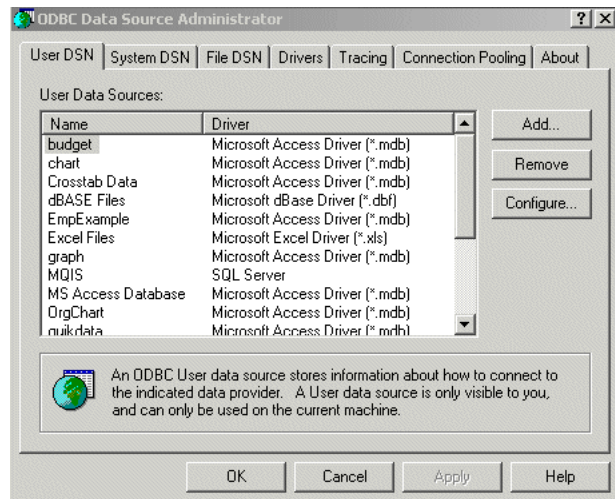 ODBC Data Source Administrator
User DSN System DSN File DSN Drivers Tracing Connection Pooling About
User Data Sources:
Name Driver
budget Microsoft Access Driver (*.mdb)
chart Microsoft Access Driver (*.mdb)
Crosstab Data Microsoft Access Driver (*.mdb)
dBASE Files Microsoft dBase Driver (*.dbf)
EmpExample Microsoft Access Driver (*.mdb)
Excel Files Microsoft Excel Driver (*.xls)
graph Microsoft Access Driver (*.mdb)
MQIS SQL Server
MS Access Database Microsoft Access Driver (*.mdb)
OrgChart Microsoft Access Driver (*.mdb)
quikdata Microsoft Access Driver (*.mdb)
Add...
Remove
Configure...
An ODBC User data source stores information about how to connect to
the indicated data provider. A User data source is only visible to you,
and can only be used on the current machine.
OK Cancel Apply Help